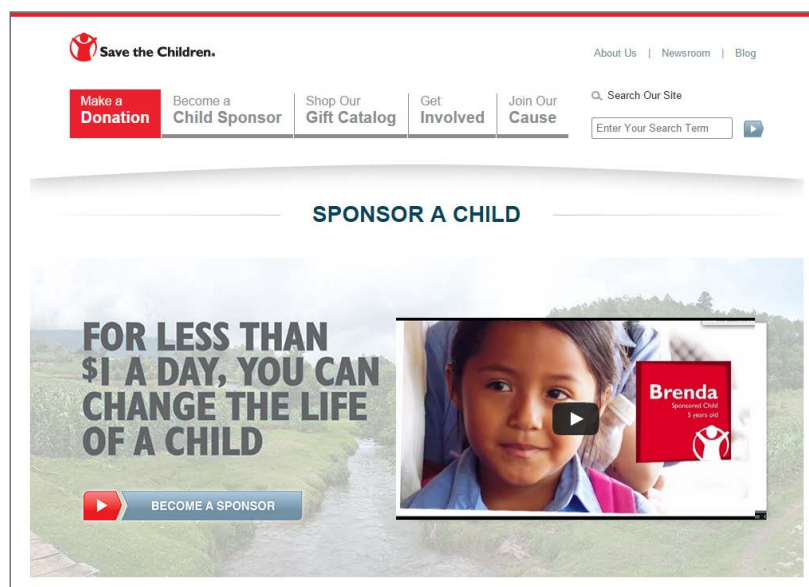 Save the Children.
About Us | Newsroom | Blog
Make a
Donation
Become a
Child Sponsor
Shop Our
Gift Catalog
Get
Involved
Join Our
Cause
Search Our Site
Enter Your Search Term
SPONSOR A CHILD
FOR LESS THAN
$1 A DAY, YOU CAN
CHANGE THE LIFE
OF A CHILD
BECOME A SPONSOR
Brenda
Sponsored Child
5 years old